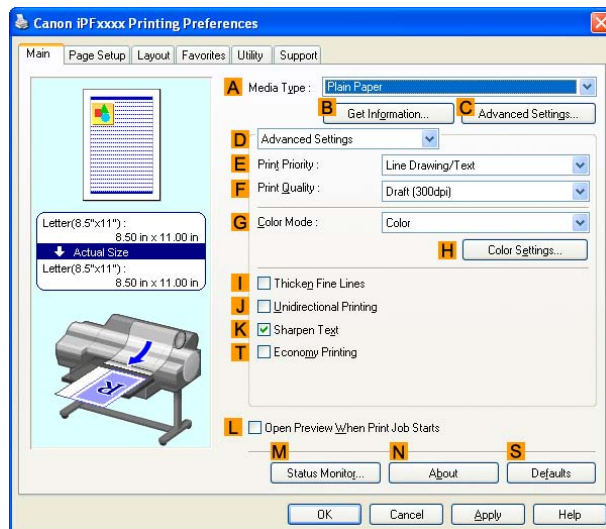 Canon iPFxxxx Printing Preferences
Main Page Setup Layout Favorites Utility Support
A Media Type : Plain Paper
B Get Information... C Advanced Settings...
D Advanced Settings
E Print Priority : Line Drawing/Text
F Print Quality : Draft (300dpi)
Letter(8.5"x11") :
8.50 in x 11.00 in
Actual Size
Letter(8.5"x11") :
8.50 in x 11.00 in
G Color Mode : Color
H Color Settings...
I Thicken Fine Lines
J Unidirectional Printing
K Sharpen Text
T Economy Printing
R
L Open Preview When Print Job Starts
M Status Monitor... N About S Defaults
OK Cancel Apply Help